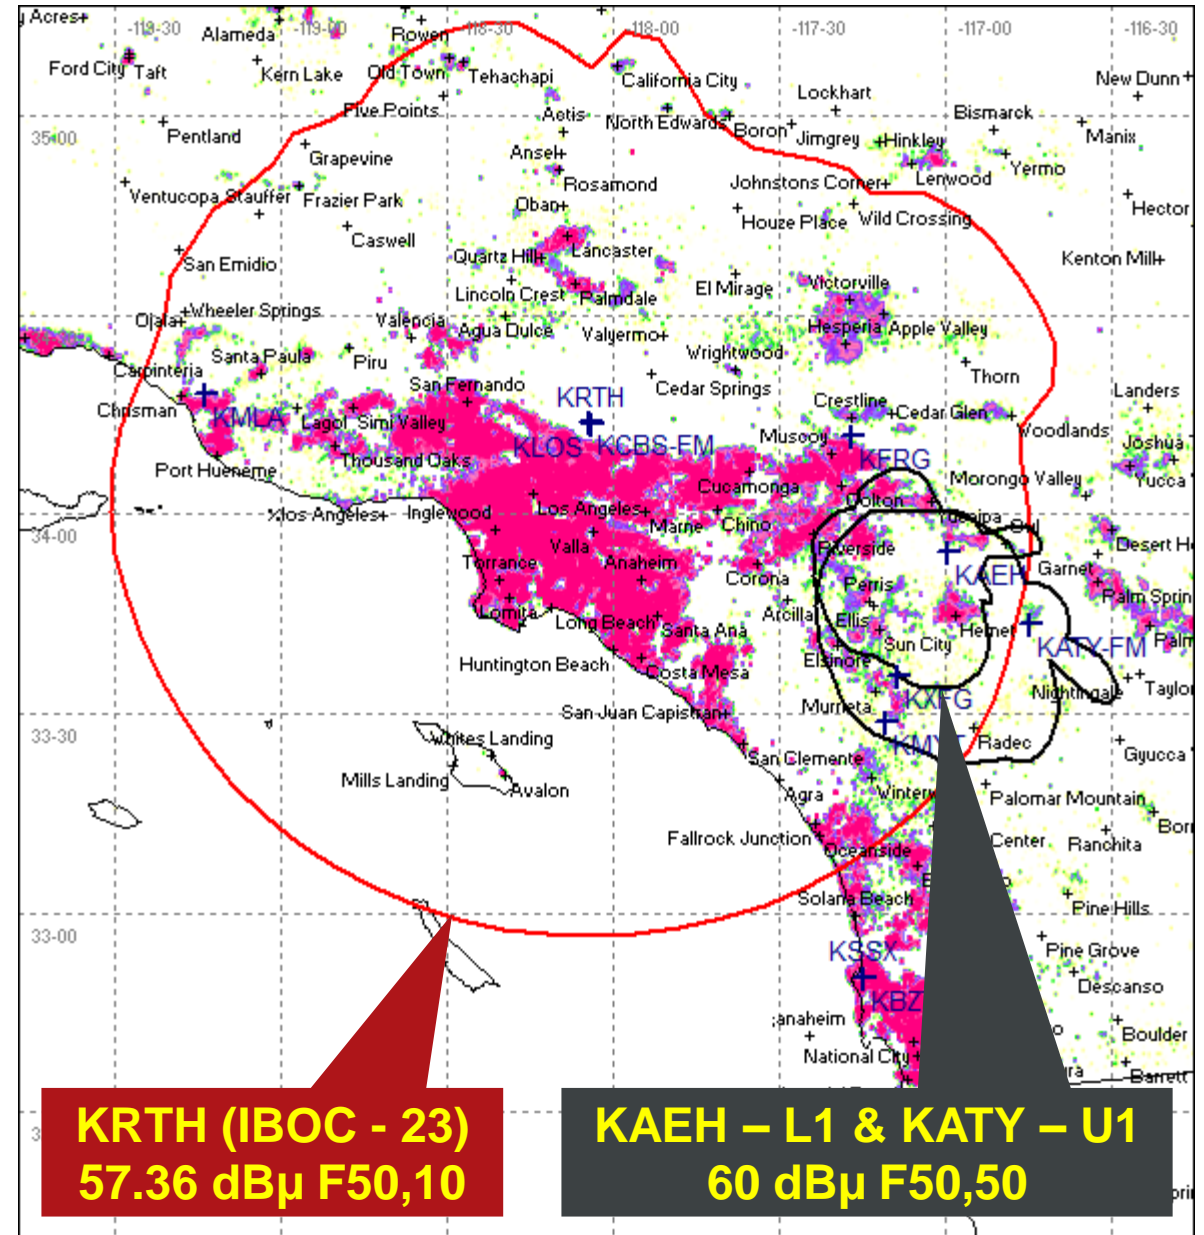 y Acres+
-119-30
-119-00
-118-30
-118-00
-117-30
-117-00
-116-30
Alameda
Rowen
Ford City
Taft
Kern Lake
Old Town
Tehachapi
California City
New Dunn
Five Points
Actis
North Edwards
Boron
Lockhart
Jimgrey
Hinkley
Bismarck
Manix
35-00
Pentland
Grapevine
Ansel
Rosamond
Johnstons Corner
Lenwood
Yermo
Ventucopa
Stauffer
Frazier Park
Oban
Houze Place
Wild Crossing
Hector
Caswell
San Emidio
Quartz Hill
Lancaster
Kenton Mill
Lincoln Crest
Palmdale
El Mirage
Victorville
Ojala
Wheeler Springs
Valencia
Agua Dulce
Valyermo
Hesperia
Apple Valley
Santa Paula
Piru
Wrightwood
Carpinteria
Thorn
San Fernando
Cedar Springs
Landers
Chrisman
KMLA
Lagol
Simi Valley
KRTH
Crestline
Cedar Glen
Woodlands
Joshua T
KLOS
KCBS-FM
Muscoy
KFRG
Port Hueneme
Thousand Oaks
Cucamonga
Colton
Morongo Valley
Yucca
Los Angeles
Inglewood
Los Angeles
Marne
Chino
Yucaipa
34-00
Valla
Riverside
Desert H
Torrance
Anaheim
Corona
KAEH
Garnet
Perris
Palm Sprin
Lomita
Long Beach
Santa Ana
Arcilla
Ellis
Hemet
KATY-FM
Palm
Sun City
Huntington Beach
Costa Mesa
Elsinore
Nightingale
Taylor
San Juan Capistran
Murrieta
KXFG
33-30
Whites Landing
KMYT
Radec
Gyucca
San Clemente
Mills Landing
Avalon
Agra
Winterw
Palomar Mountain
Born
Fallrock Junction
Oceanside
Center
Ranchita
Solana Beach
Pine Hills
33-00
KSSX
Pine Grove
KBZ
Descanso
anaheim
Boulder
National City
Barrett
KRTH (IBOC - 23)
57.36 dBµ F50,10
KAEH – L1 & KATY – U1
60 dBµ F50,50